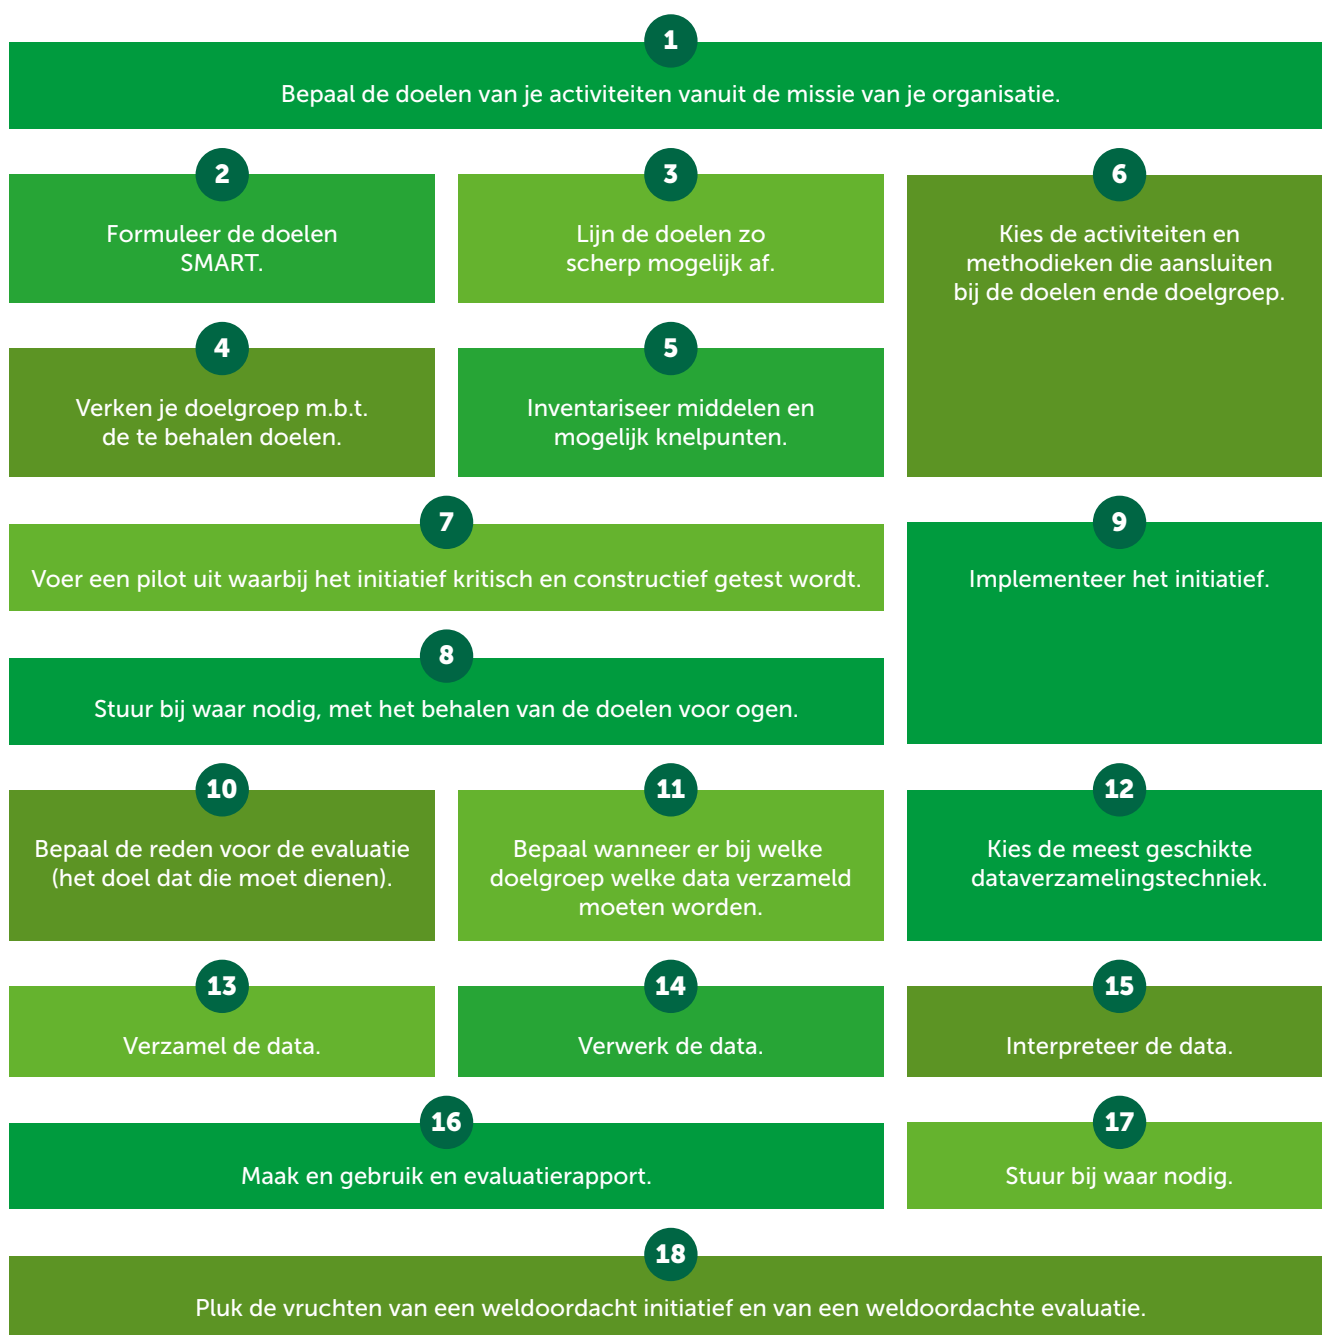 1
Bepaal de doelen van je activiteiten vanuit de missie van je organisatie.
2
Formuleer de doelen
SMART.
3
Lijn de doelen zo
scherp mogelijk af.
4
Verken je doelgroep m.b.t.
de te behalen doelen.
5
Inventariseer middelen en
mogelijk knelpunten.
6
Kies de activiteiten en
methodieken die aansluiten
bij de doelen ende doelgroep.
7
Voer een pilot uit waarbij het initiatief kritisch en constructief getest wordt.
8
Stuur bij waar nodig, met het behalen van de doelen voor ogen.
9
Implementeer het initiatief.
10
Bepaal de reden voor de evaluatie
(het doel dat die moet dienen).
11
Bepaal wanneer er bij welke
doelgroep welke data verzameld
moeten worden.
12
Kies de meest geschikte
dataverzamelingstechniek.
13
Verzamel de data.
14
Verwerk de data.
15
Interpreteer de data.
16
Maak en gebruik en evaluatierapport.
17
Stuur bij waar nodig.
18
Pluk de vruchten van een weldoordacht initiatief en van een weldoordachte evaluatie.